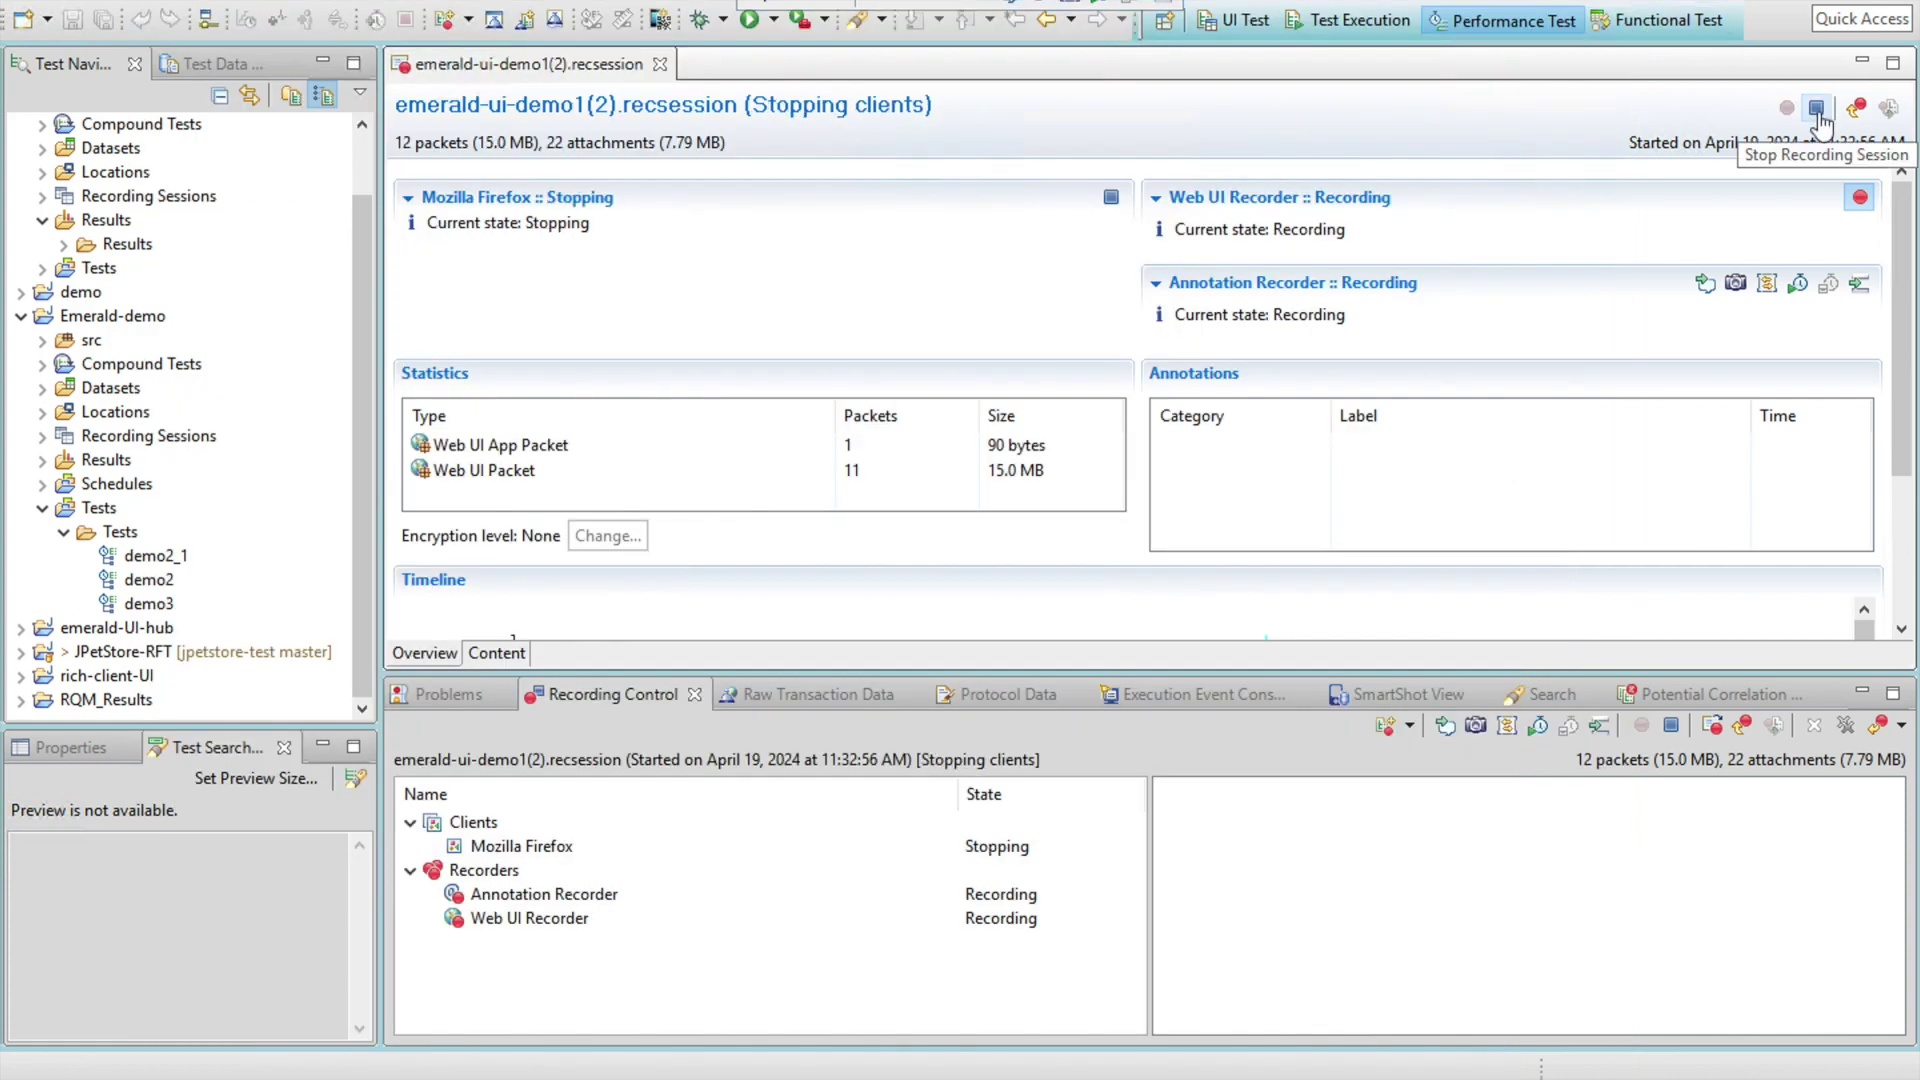 UI Test
Test Execution
Performance Test
Functional Test
Quick Access
Test Navi...
Test Data ...
Compound Tests
Datasets
Locations
Recording Sessions
Results
Results
Tests
demo
Emerald-demo
src
Compound Tests
Datasets
Locations
Recording Sessions
Results
Schedules
Tests
Tests
demo2_1
demo2
demo3
emerald-UI-hub
> JPetStore-RFT [jpetstore-test master]
rich-client-UI
RQM_Results
Properties
Test Search...
Set Preview Size...
Preview is not available.
emerald-ui-demo1(2).recsession
emerald-ui-demo1(2).recsession (Stopping clients)
12 packets (15.0 MB), 22 attachments (7.79 MB)
Started on April 19, 2024 at 11:32:56 AM
Stop Recording Session
Mozilla Firefox :: Stopping
Current state: Stopping
Web UI Recorder :: Recording
Current state: Recording
Annotation Recorder :: Recording
Current state: Recording
Statistics
Type Packets Size
Web UI App Packet 1 90 bytes
Web UI Packet 11 15.0 MB
Encryption level: None Change...
Annotations
Category Label Time
Timeline
Overview Content
Problems
Recording Control
Raw Transaction Data
Protocol Data
Execution Event Cons...
SmartShot View
Search
Potential Correlation ...
emerald-ui-demo1(2).recsession (Started on April 19, 2024 at 11:32:56 AM) [Stopping clients]
12 packets (15.0 MB), 22 attachments (7.79 MB)
Name State
Clients
Mozilla Firefox Stopping
Recorders
Annotation Recorder Recording
Web UI Recorder Recording